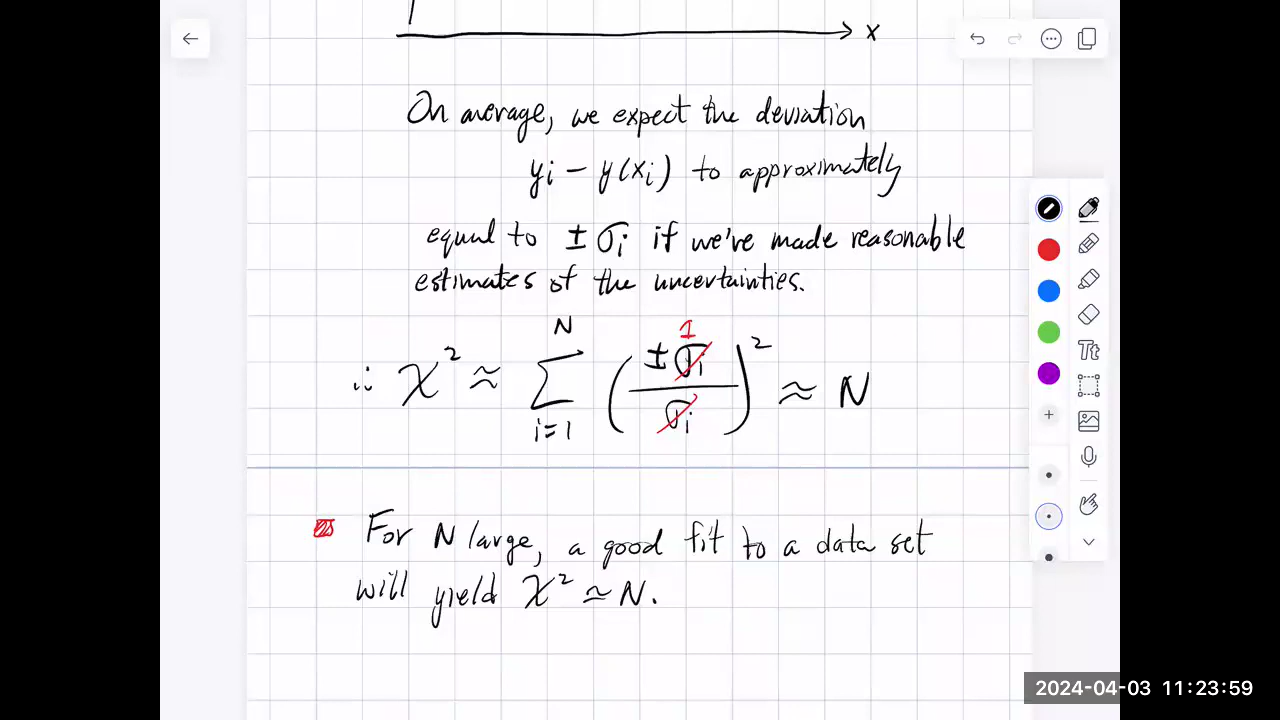 x
On average, we expect the deviation
yi − y(xi) to approximately
equal to ± σi if we've made reasonable
estimates of the uncertainties.
∴ χ² ≈ Σ i=1 N (± σi 1 / σi)² ≈ N
For N large, a good fit to a data set
will yield χ² ≈ N.
Tt
2024-04-03 11:23:59